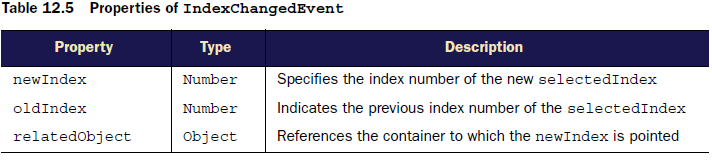 Table 12.5 Properties of IndexChangedEvent
Property Type Description
newIndex Number Specifies the index number of the new selectedIndex
oldIndex Number Indicates the previous index number of the selectedIndex
relatedObject Object References the container to which the newIndex is pointed